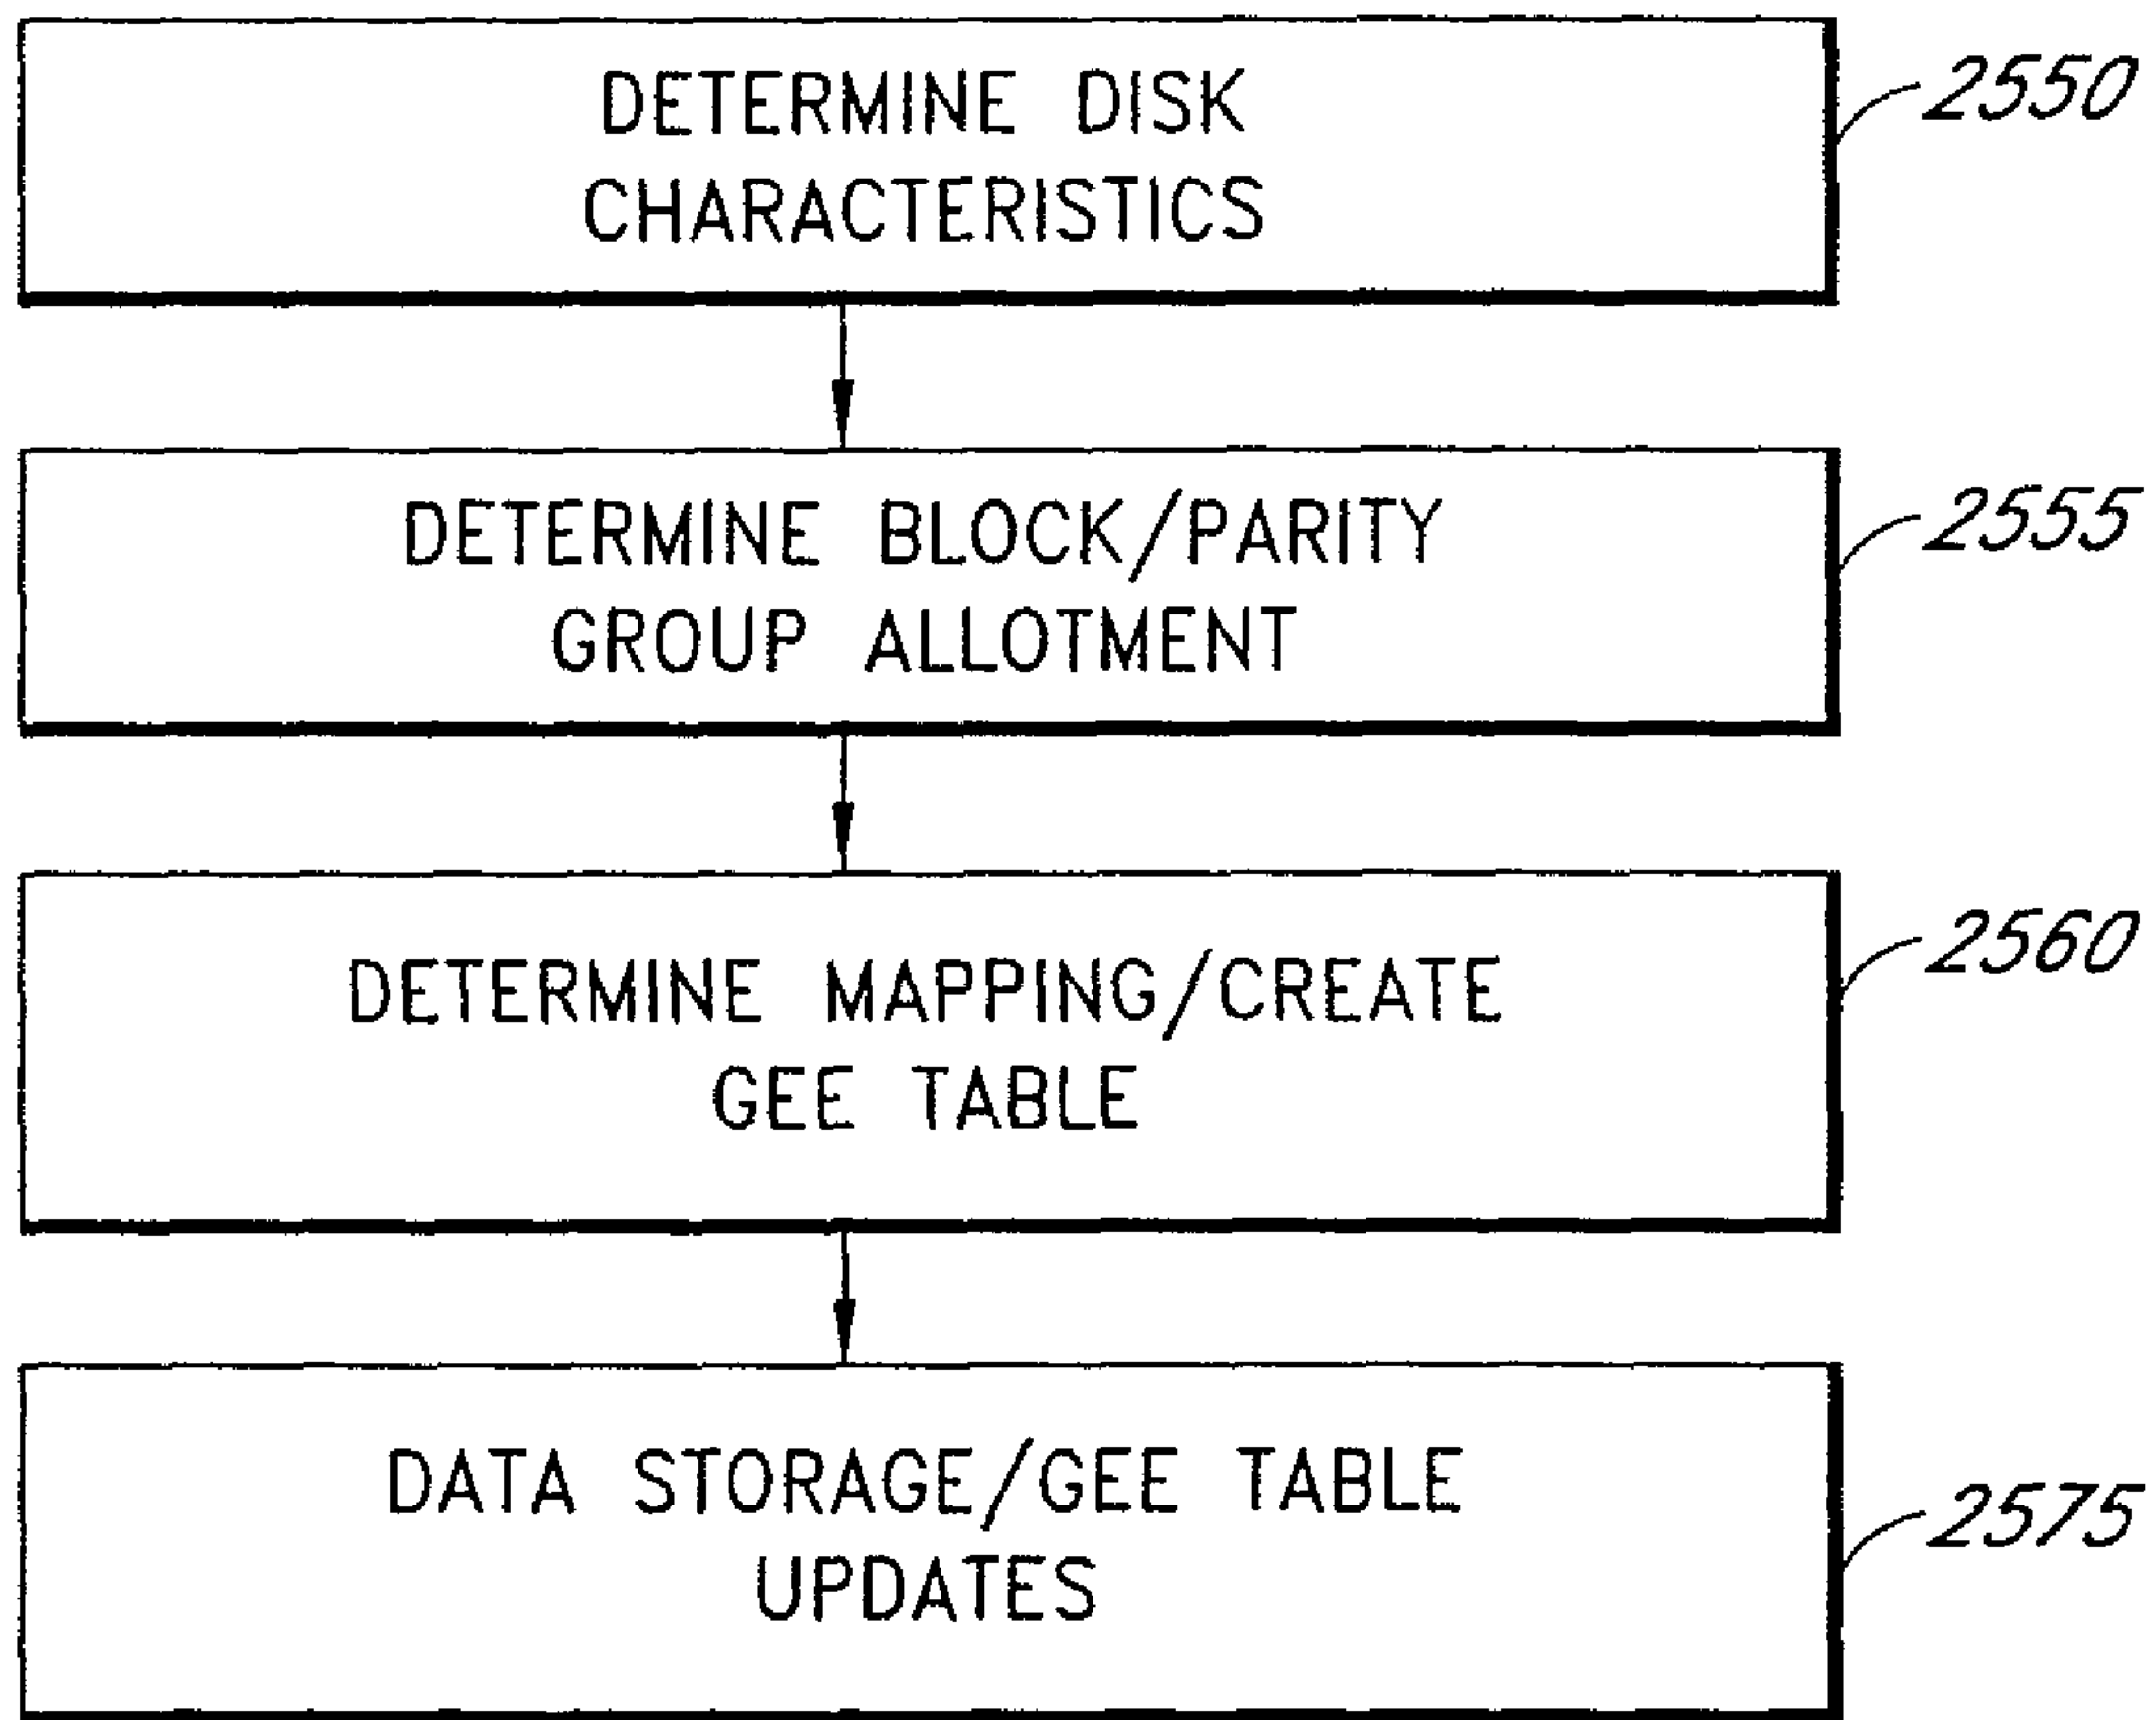 DETERMINE DISK
CHARACTERISTICS
2550
DETERMINE BLOCK/PARITY
GROUP ALLOTMENT
2555
DETERMINE MAPPING/CREATE
GEE TABLE
2560
DATA STORAGE/GEE TABLE
UPDATES
2575